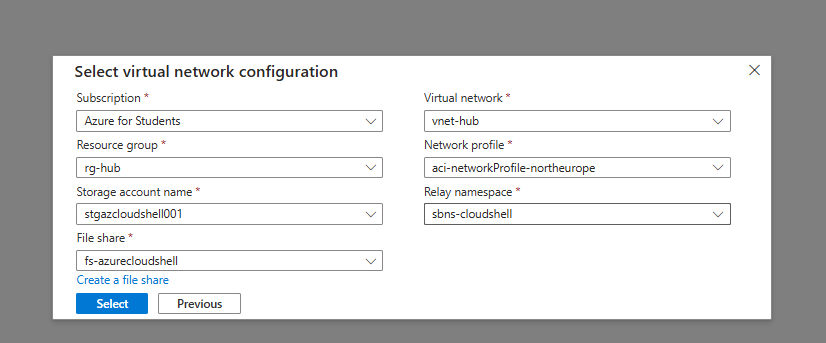 Select virtual network configuration
Subscription *
Azure for Students
Resource group *
rg-hub
Storage account name *
stgazcloudshell001
File share *
fs-azurecloudshell
Create a file share
Virtual network *
vnet-hub
Network profile *
aci-networkProfile-northeurope
Relay namespace *
sbns-cloudshell
Select
Previous